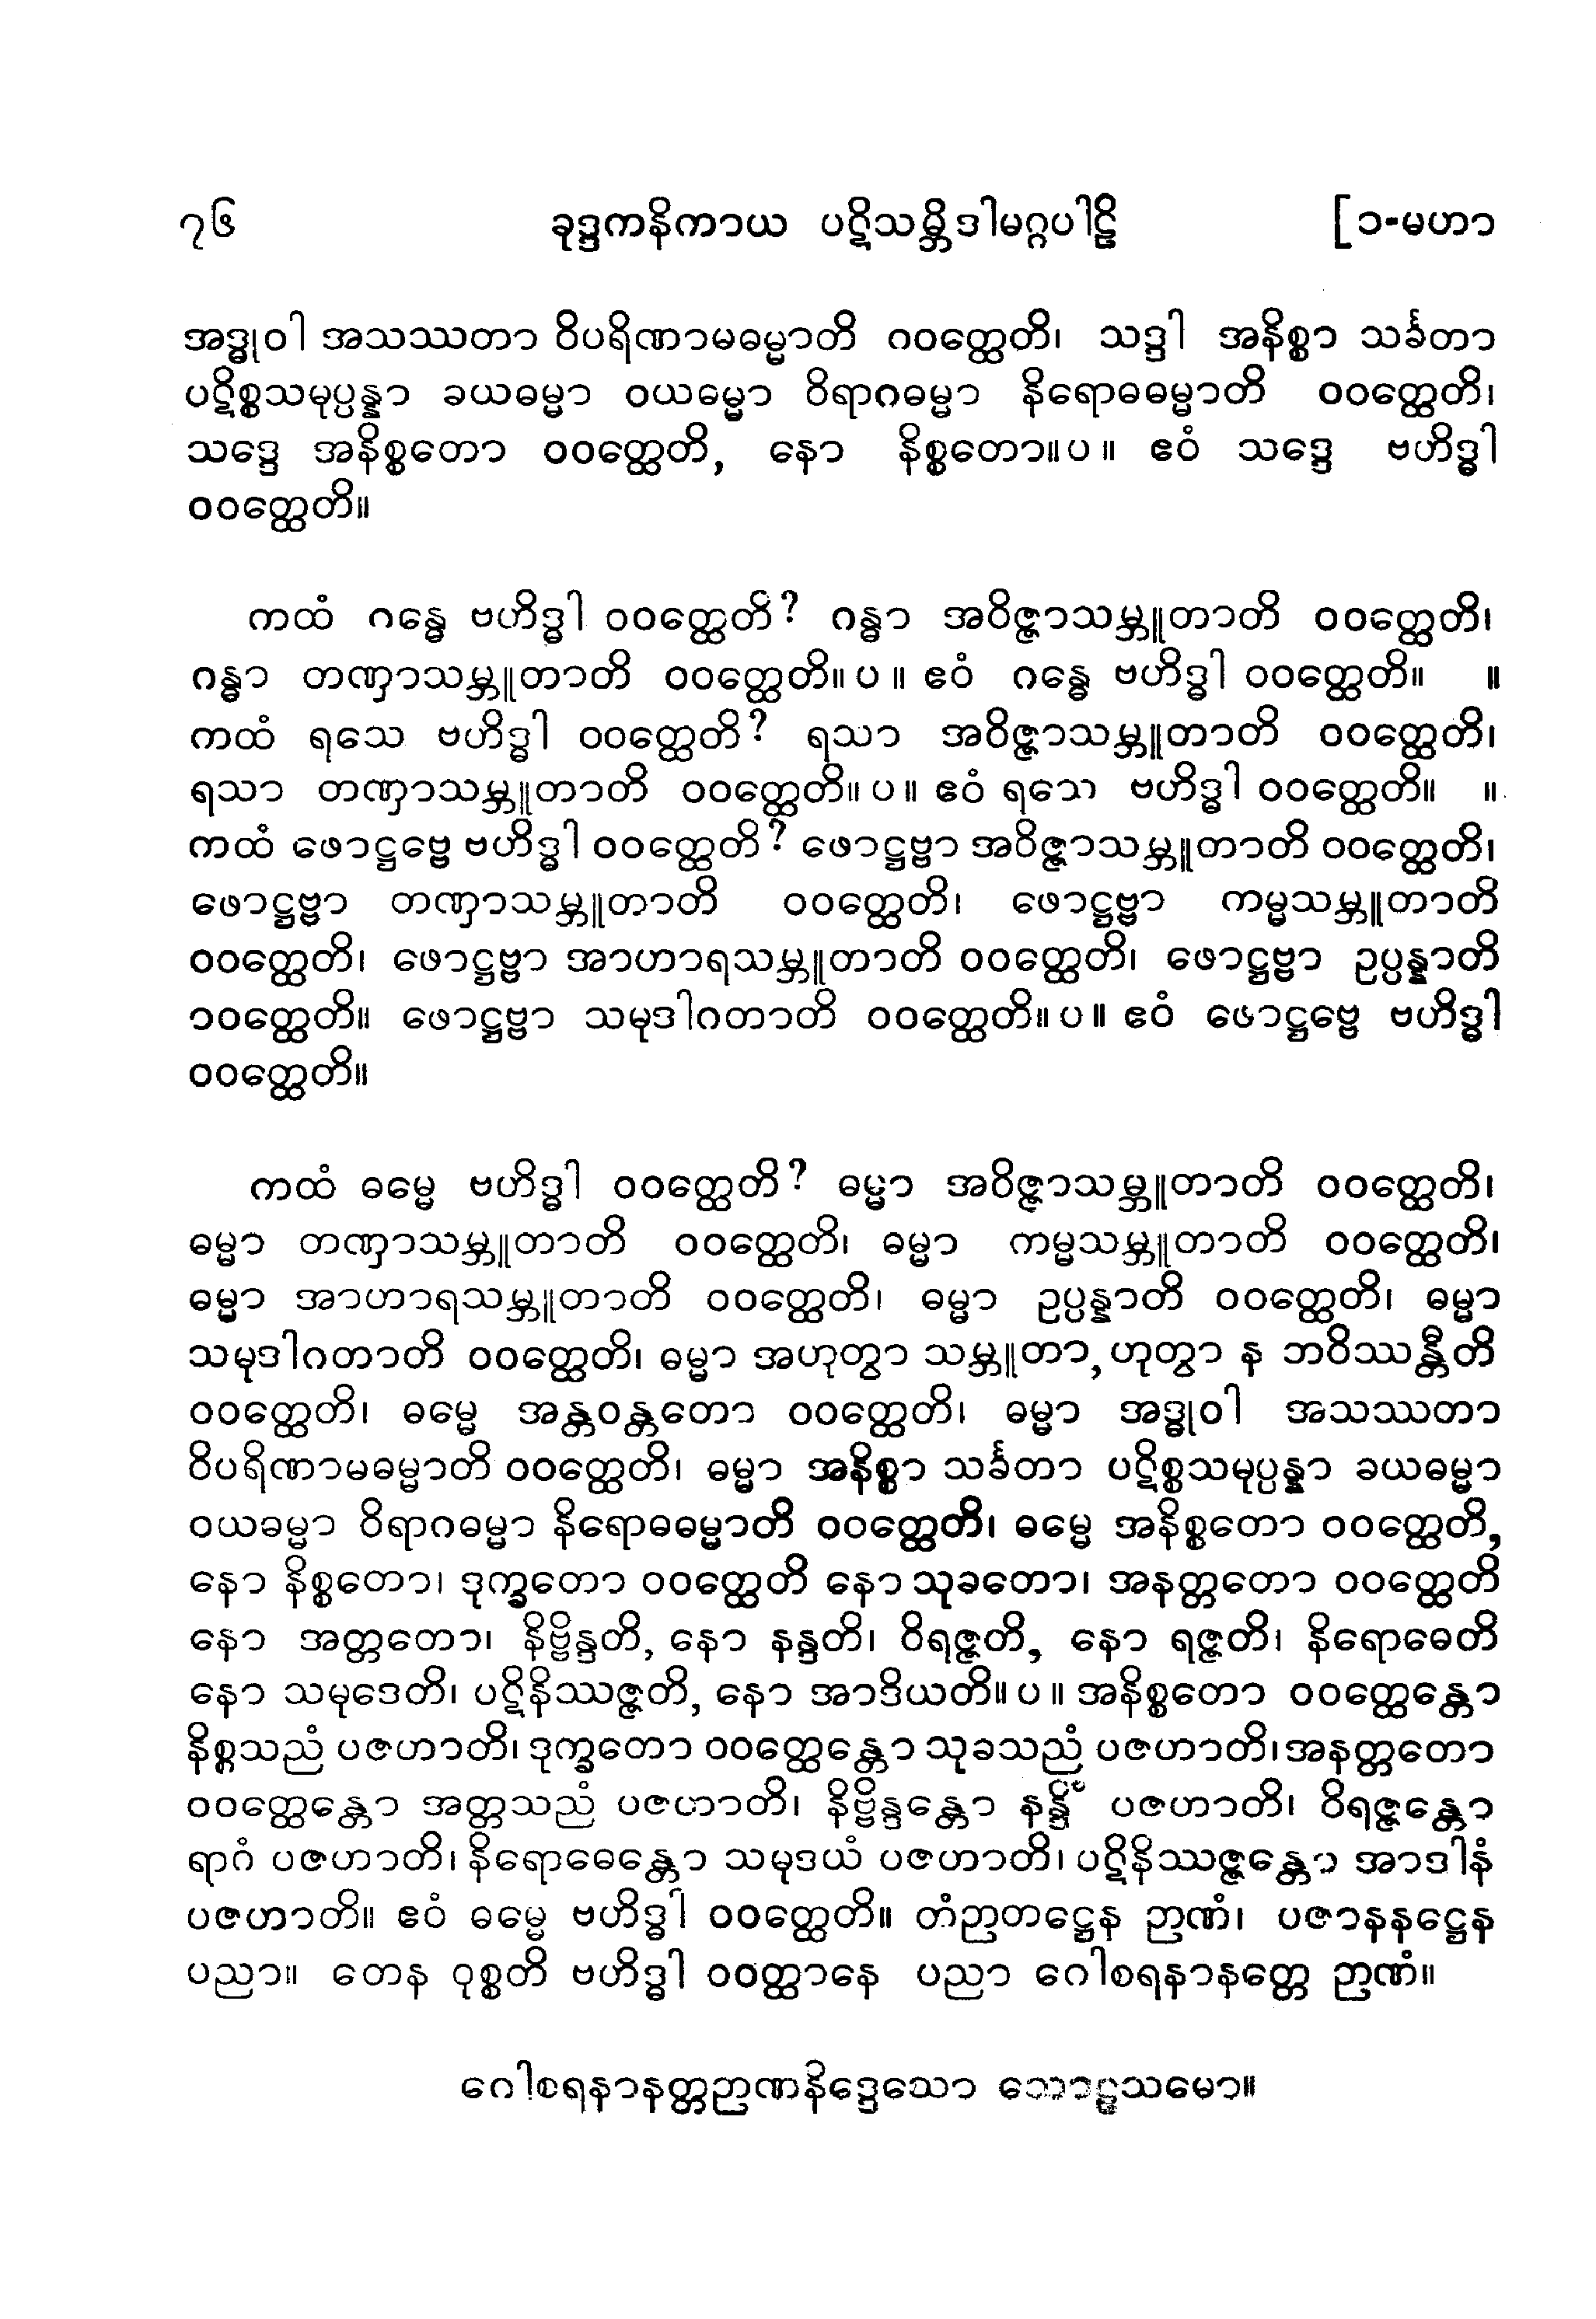 ၇၆ ခုဒ္ဒကနိကာယ ပဋိသမ္ဘိဒါမဂ္ဂပါဠိ [၁-မဟာ
အဒ္ဓုဝါ အသဿတာ ဝိပရိဏာမဓမ္မာတိ ဂဝတ္ထေတိ၊ သဒ္ဒါ အနိစ္စာ သင်္ခတာ
ပဋိစ္စသမုပ္ပန္နာ ခယဓမ္မာ ဝယဓမ္မော ဝိရာဂဓမ္မာ နိရောဓဓမ္မာတိ ဝဝတ္ထေတိ၊
သဒ္ဒေ အနိစ္စတော ဝဝတ္ထေတိ, နော နိစ္စတော။ပ။ ဧဝံ သဒ္ဒေ ဗဟိဒ္ဓါ
ဝဝတ္ထေတိ။
ကထံ ဂန္ဓေ ဗဟိဒ္ဓါ ဝဝတ္ထေတိ? ဂန္ဓာ အဝိဇ္ဇာသမ္ဘူတာတိ ဝဝတ္ထေတိ၊
ဂန္ဓာ တဏှာသမ္ဘူတာတိ ဝဝတ္ထေတိ။ပ။ ဧဝံ ဂန္ဓေ ဗဟိဒ္ဓါ ဝဝတ္ထေတိ။ ။
ကထံ ရသေ ဗဟိဒ္ဓါ ဝဝတ္ထေတိ? ရသာ အဝိဇ္ဇာသမ္ဘူတာတိ ဝဝတ္ထေတိ၊
ရသာ တဏှာသမ္ဘူတာတိ ဝဝတ္ထေတိ။ပ။ ဧဝံ ရသေ ဗဟိဒ္ဓါ ဝဝတ္ထေတိ။ ။
ကထံ ဖောဋ္ဌဗ္ဗေ ဗဟိဒ္ဓါ ဝဝတ္ထေတိ? ဖောဋ္ဌဗ္ဗာ အဝိဇ္ဇာသမ္ဘူတာတိ ဝဝတ္ထေတိ၊
ဖောဋ္ဌဗ္ဗာ တဏှာသမ္ဘူတာတိ ဝဝတ္ထေတိ၊ ဖောဋ္ဌဗ္ဗာ ကမ္မသမ္ဘူတာတိ
ဝဝတ္ထေတိ၊ ဖောဋ္ဌဗ္ဗာ အာဟာရသမ္ဘူတာတိ ဝဝတ္ထေတိ၊ ဖောဋ္ဌဗ္ဗာ ဥပ္ပန္နာတိ
ဝဝတ္ထေတိ။ ဖောဋ္ဌဗ္ဗာ သမုဒါဂတာတိ ဝဝတ္ထေတိ။ပ။ ဧဝံ ဖောဋ္ဌဗ္ဗေ ဗဟိဒ္ဓါ
ဝဝတ္ထေတိ။
ကထံ ဓမ္မေ ဗဟိဒ္ဓါ ဝဝတ္ထေတိ? ဓမ္မာ အဝိဇ္ဇာသမ္ဘူတာတိ ဝဝတ္ထေတိ၊
ဓမ္မာ တဏှာသမ္ဘူတာတိ ဝဝတ္ထေတိ၊ ဓမ္မာ ကမ္မသမ္ဘူတာတိ ဝဝတ္ထေတိ၊
ဓမ္မာ အာဟာရသမ္ဘူတာတိ ဝဝတ္ထေတိ၊ ဓမ္မာ ဥပ္ပန္နာတိ ဝဝတ္ထေတိ၊ ဓမ္မာ
သမုဒါဂတာတိ ဝဝတ္ထေတိ၊ ဓမ္မာ အဟုတွာ သမ္ဘူတာ, ဟုတွာ န ဘဝိဿန္တီတိ
ဝဝတ္ထေတိ၊ ဓမ္မေ အန္တဝန္တတော ဝဝတ္ထေတိ၊ ဓမ္မာ အဒ္ဓုဝါ အသဿတာ
ဝိပရိဏာမဓမ္မာတိ ဝဝတ္ထေတိ၊ ဓမ္မာ အနိစ္စာ သင်္ခတာ ပဋိစ္စသမုပ္ပန္နာ ခယဓမ္မာ
ဝယဓမ္မာ ဝိရာဂဓမ္မာ နိရောဓဓမ္မာတိ ဝဝတ္ထေတိ၊ ဓမ္မေ အနိစ္စတော ဝဝတ္ထေတိ,
နော နိစ္စတော၊ ဒုက္ခတော ဝဝတ္ထေတိ နော သုခတော၊ အနတ္တတော ဝဝတ္ထေတိ
နော အတ္တတော၊ နိဗ္ဗိန္ဒတိ, နော နန္ဒတိ၊ ဝိရဇ္ဇတိ, နော ရဇ္ဇတိ၊ နိရောဓေတိ
နော သမုဒေတိ၊ ပဋိနိဿဇ္ဇတိ, နော အာဒိယတိ။ပ။ အနိစ္စတော ဝဝတ္ထေန္တော
နိစ္စသညံ ပဇဟာတိ၊ ဒုက္ခတော ဝဝတ္ထေန္တော သုခသညံ ပဇဟာတိ၊ အနတ္တတော
ဝဝတ္ထေန္တော အတ္တသညံ ပဇဟာတိ၊ နိဗ္ဗိန္ဒန္တော နန္ဒိံ ပဇဟာတိ၊ ဝိရဇ္ဇန္တော
ရာဂံ ပဇဟာတိ၊ နိရောဓေန္တော သမုဒယံ ပဇဟာတိ၊ ပဋိနိဿဇ္ဇန္တော အာဒါနံ
ပဇဟာတိ။ ဧဝံ ဓမ္မေ ဗဟိဒ္ဓါ ဝဝတ္ထေတိ။ တံဉာတဋ္ဌေန ဉာဏံ၊ ပဇာနနဋ္ဌေန
ပညာ။ တေန ဝုစ္စတိ ဗဟိဒ္ဓါ ဝဝတ္ထာနေ ပညာ ဂေါစရနာနတ္တေ ဉာဏံ။
ဂေါစရနာနတ္တဉာဏနိဒ္ဒေသော သောဠသမော။